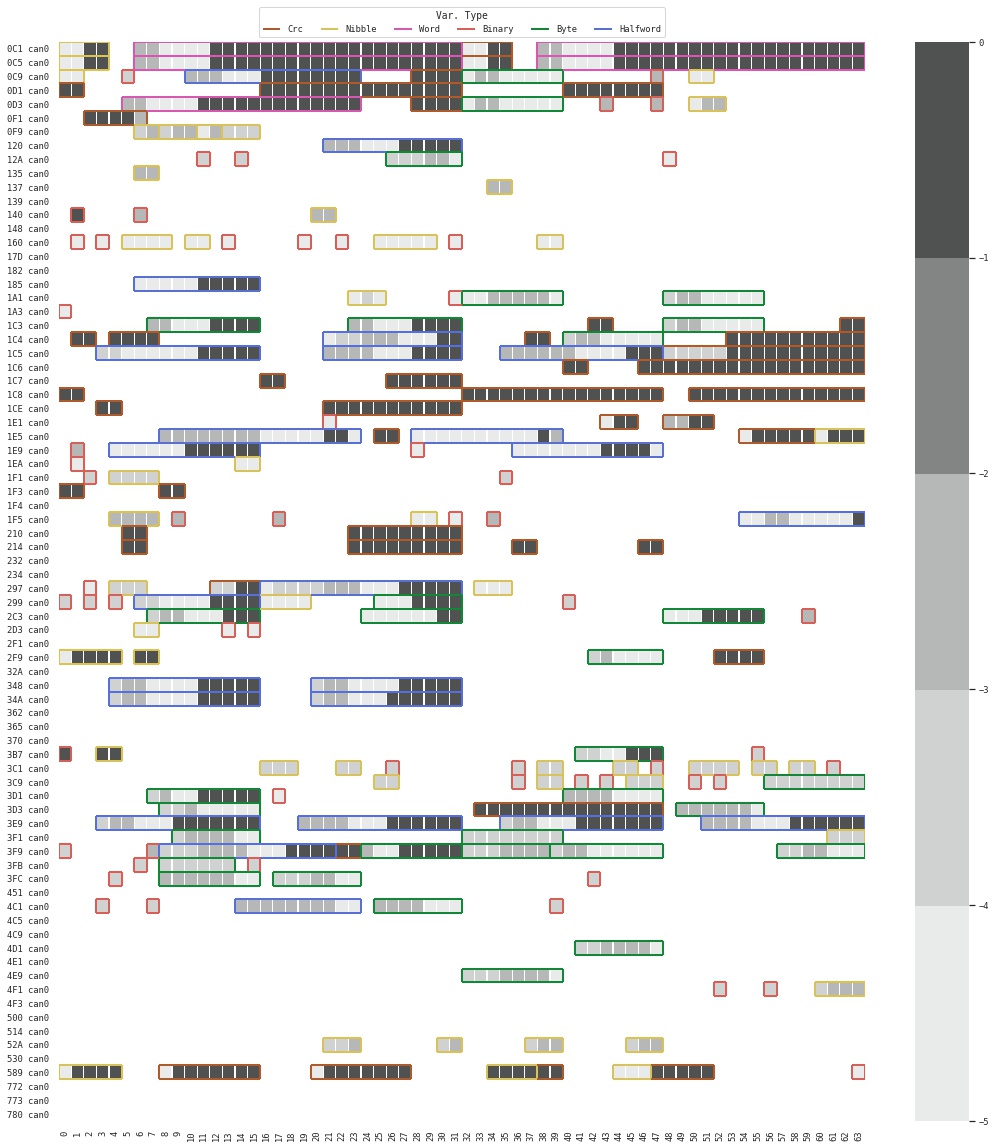 Var. Type
Crc Nibble Word Binary Byte Halfword
0C1 can0
0C5 can0
0C9 can0
0D1 can0
0D3 can0
0F1 can0
0F9 can0
120 can0
12A can0
135 can0
137 can0
139 can0
140 can0
148 can0
160 can0
17D can0
182 can0
185 can0
1A1 can0
1A3 can0
1C3 can0
1C4 can0
1C5 can0
1C6 can0
1C7 can0
1C8 can0
1CE can0
1E1 can0
1E5 can0
1E9 can0
1EA can0
1F1 can0
1F3 can0
1F4 can0
1F5 can0
210 can0
214 can0
232 can0
234 can0
297 can0
299 can0
2C3 can0
2D3 can0
2F1 can0
2F9 can0
32A can0
348 can0
34A can0
362 can0
365 can0
370 can0
3B7 can0
3C1 can0
3C9 can0
3D1 can0
3D3 can0
3E9 can0
3F1 can0
3F9 can0
3FB can0
3FC can0
451 can0
4C1 can0
4C5 can0
4C9 can0
4D1 can0
4E1 can0
4E9 can0
4F1 can0
4F3 can0
500 can0
514 can0
52A can0
530 can0
589 can0
772 can0
773 can0
780 can0
0 1 2 3 4 5 6 7 8 9 10 11 12 13 14 15 16 17 18 19 20 21 22 23 24 25 26 27 28 29 30 31 32 33 34 35 36 37 38 39 40 41 42 43 44 45 46 47 48 49 50 51 52 53 54 55 56 57 58 59 60 61 62 63
0
−1
−2
−3
−4
−5